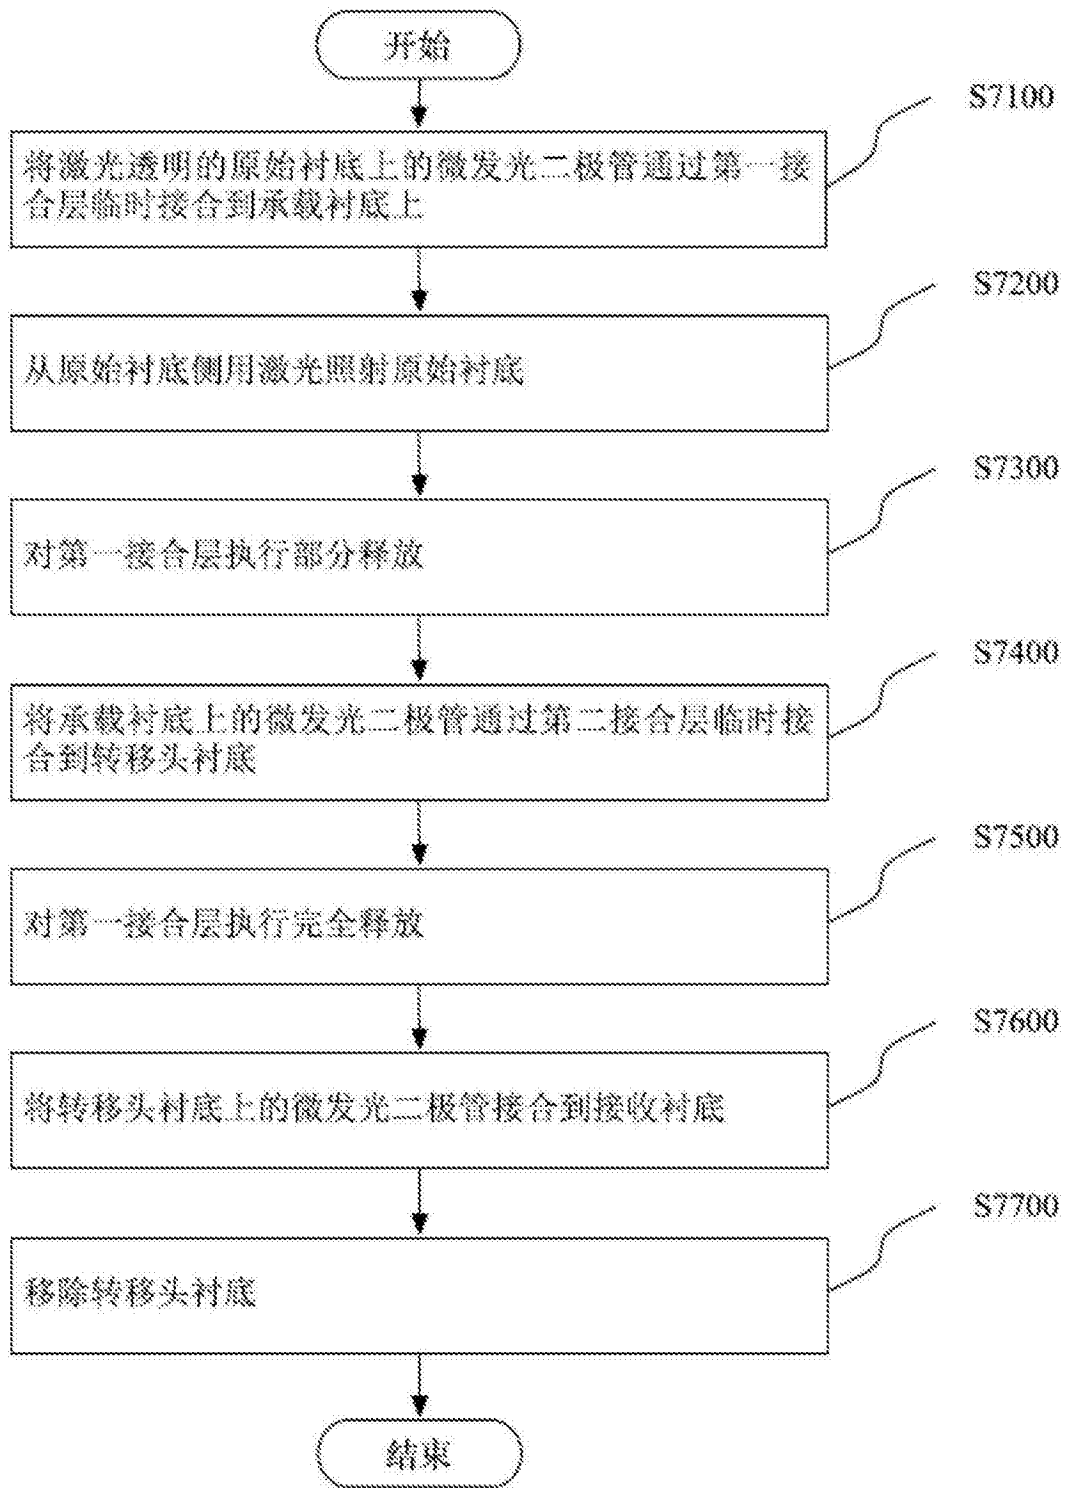 开始
S7100
将激光透明的原始衬底上的微发光二极管通过第一接
合层临时接合到承载衬底上
S7200
从原始衬底侧用激光照射原始衬底
S7300
对第一接合层执行部分释放
S7400
将承载衬底上的微发光二极管通过第二接合层临时接
合到转移头衬底
S7500
对第一接合层执行完全释放
S7600
将转移头衬底上的微发光二极管接合到接收衬底
S7700
移除转移头衬底
结束